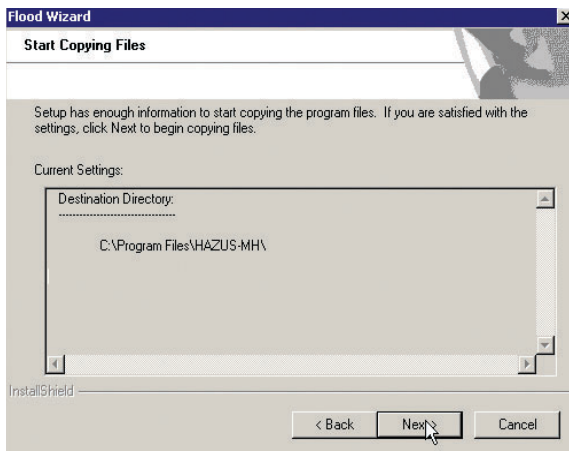 Flood Wizard
Start Copying Files
Setup has enough information to start copying the program files. If you are satisfied with the
settings, click Next to begin copying files.
Current Settings:
Destination Directory:
----------------------------------
C:\Program Files\HAZUS-MH\
InstallShield
< Back
Next >
Cancel